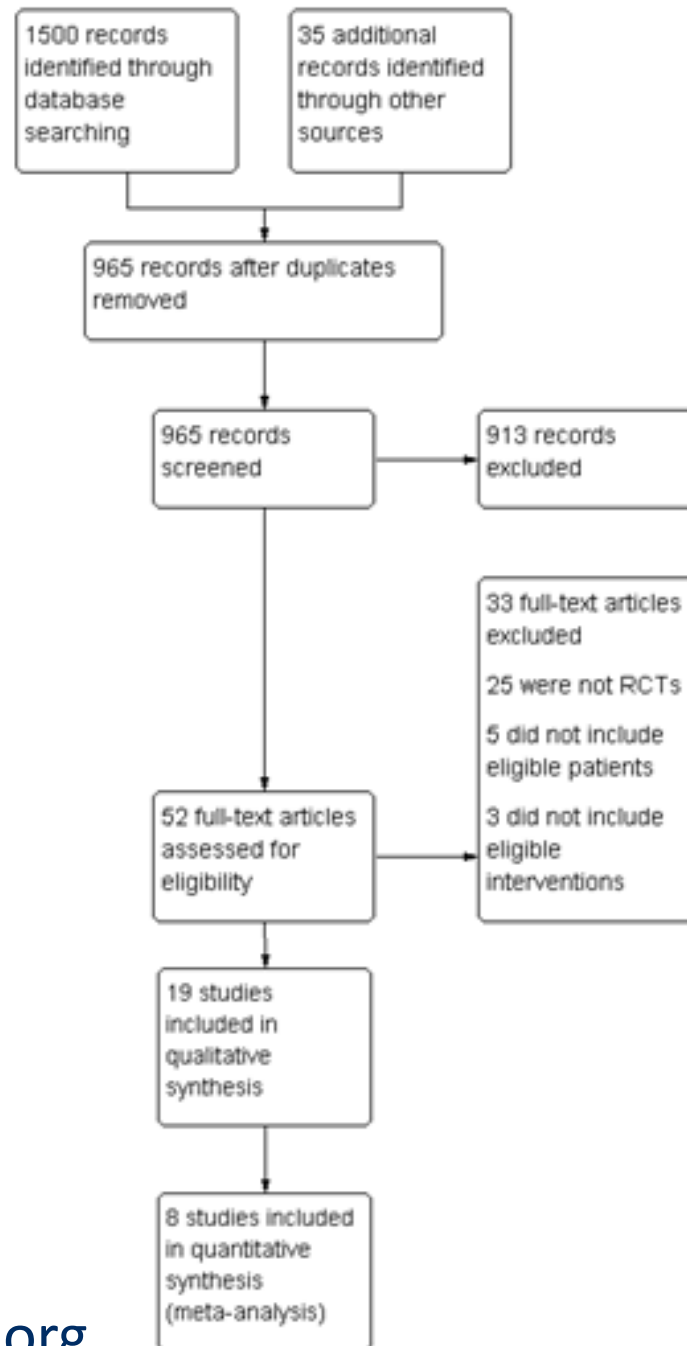 1500 records
identified through
database
searching
35 additional
records identified
through other
sources
965 records after duplicates
removed
965 records
screened
913 records
excluded
33 full-text articles
excluded
25 were not RCTs
5 did not include
eligible patients
3 did not include
eligible
interventions
52 full-text articles
assessed for
eligibility
19 studies
included in
qualitative
synthesis
8 studies included
in quantitative
synthesis
(meta-analysis)
org